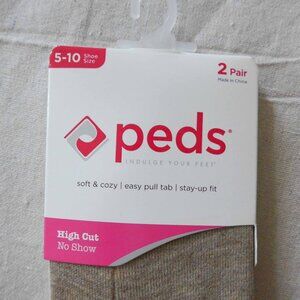 5-10 Shoe Size
2 Pair
Made in China
peds®
INDULGE YOUR FEET
soft & cozy | easy pull tab | stay-up fit
High Cut
No Show